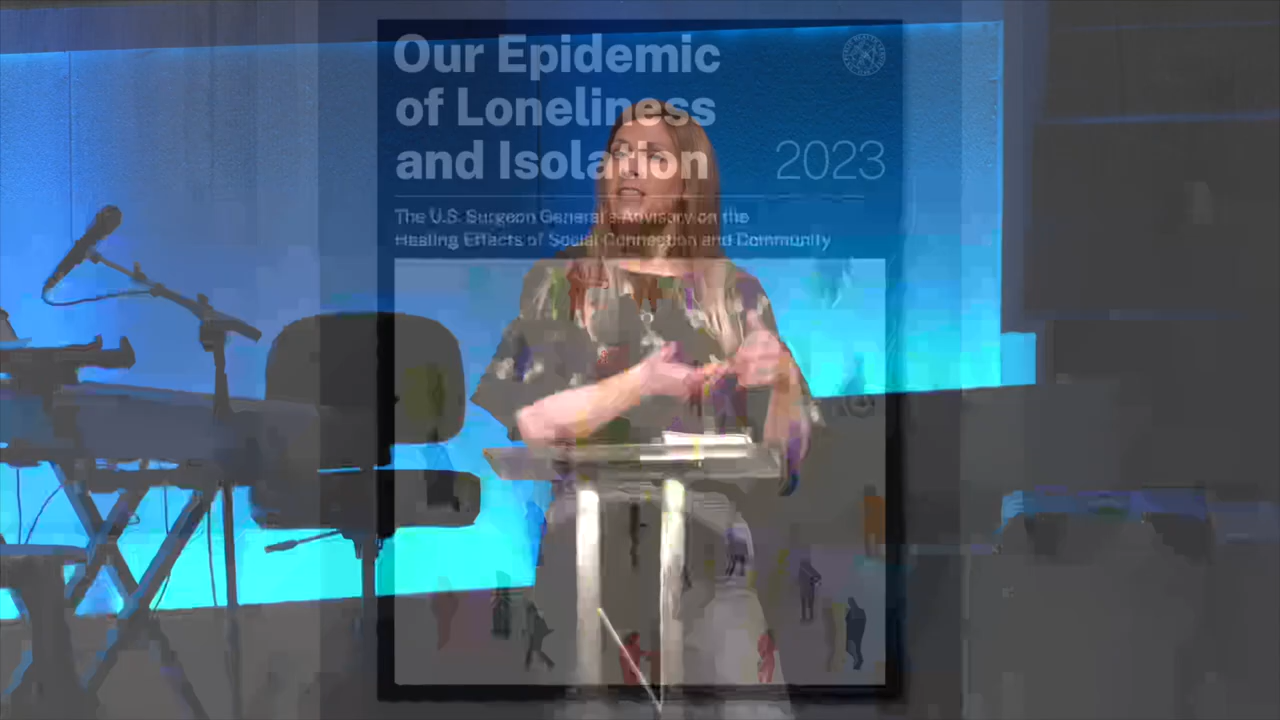 Our Epidemic
of Loneliness
and Isolation
2023
The U.S. Surgeon General's Advisory on the
Healing Effects of Social Connection and Community